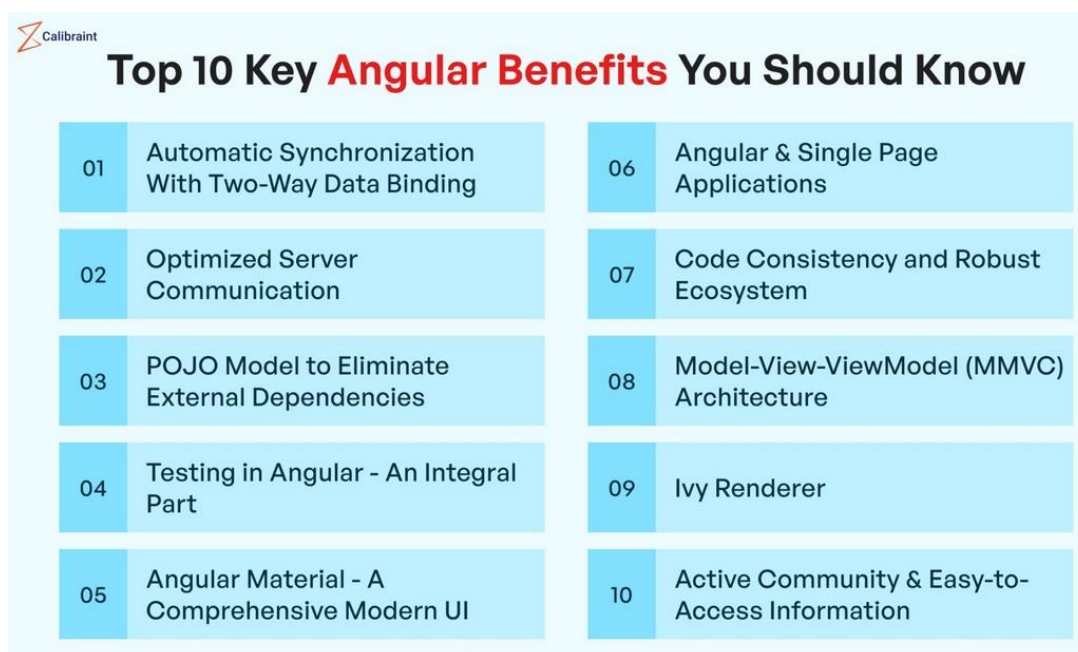 Calibraint
Top 10 Key Angular Benefits You Should Know
01
Automatic Synchronization
With Two-Way Data Binding
02
Optimized Server
Communication
03
POJO Model to Eliminate
External Dependencies
04
Testing in Angular - An Integral
Part
05
Angular Material - A
Comprehensive Modern UI
06
Angular & Single Page
Applications
07
Code Consistency and Robust
Ecosystem
08
Model-View-ViewModel (MMVC)
Architecture
09
Ivy Renderer
10
Active Community & Easy-to-
Access Information